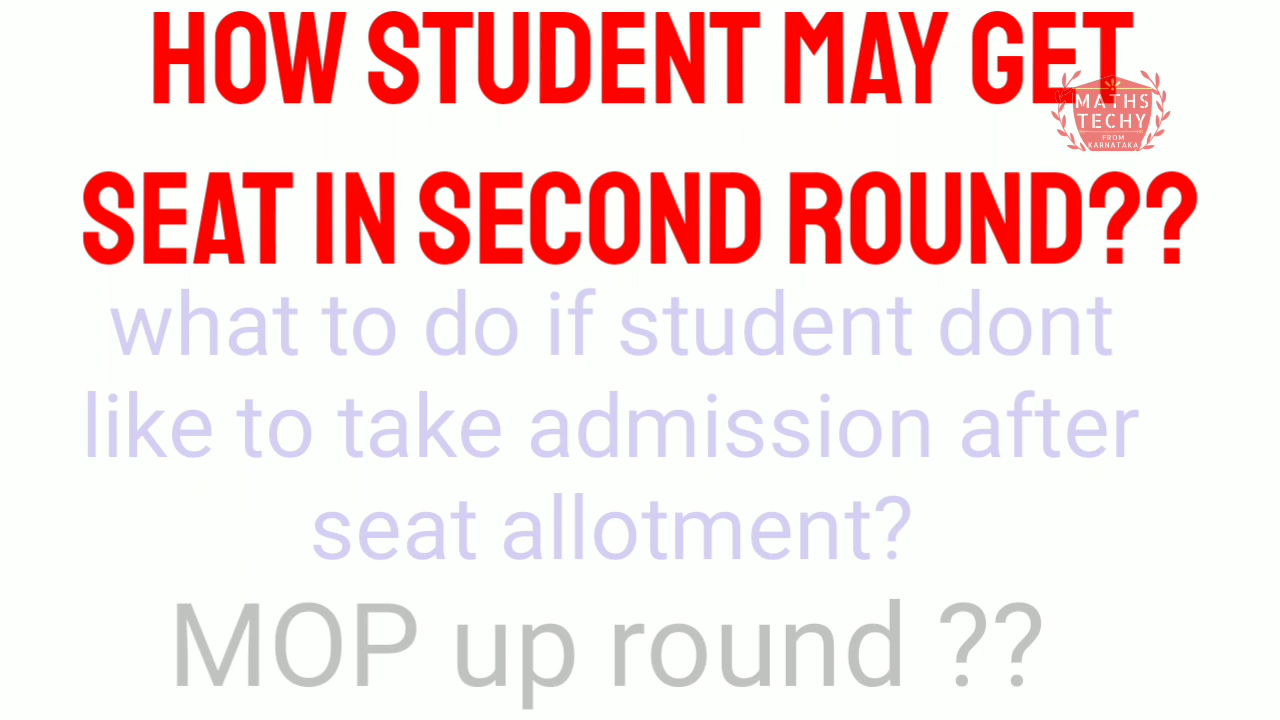 HOW STUDENT MAY GET
MATHS
TECHY
FROM
KARNATAKA
SEAT IN SECOND ROUND??
what to do if student dont
like to take admission after
seat allotment?
MOP up round ??